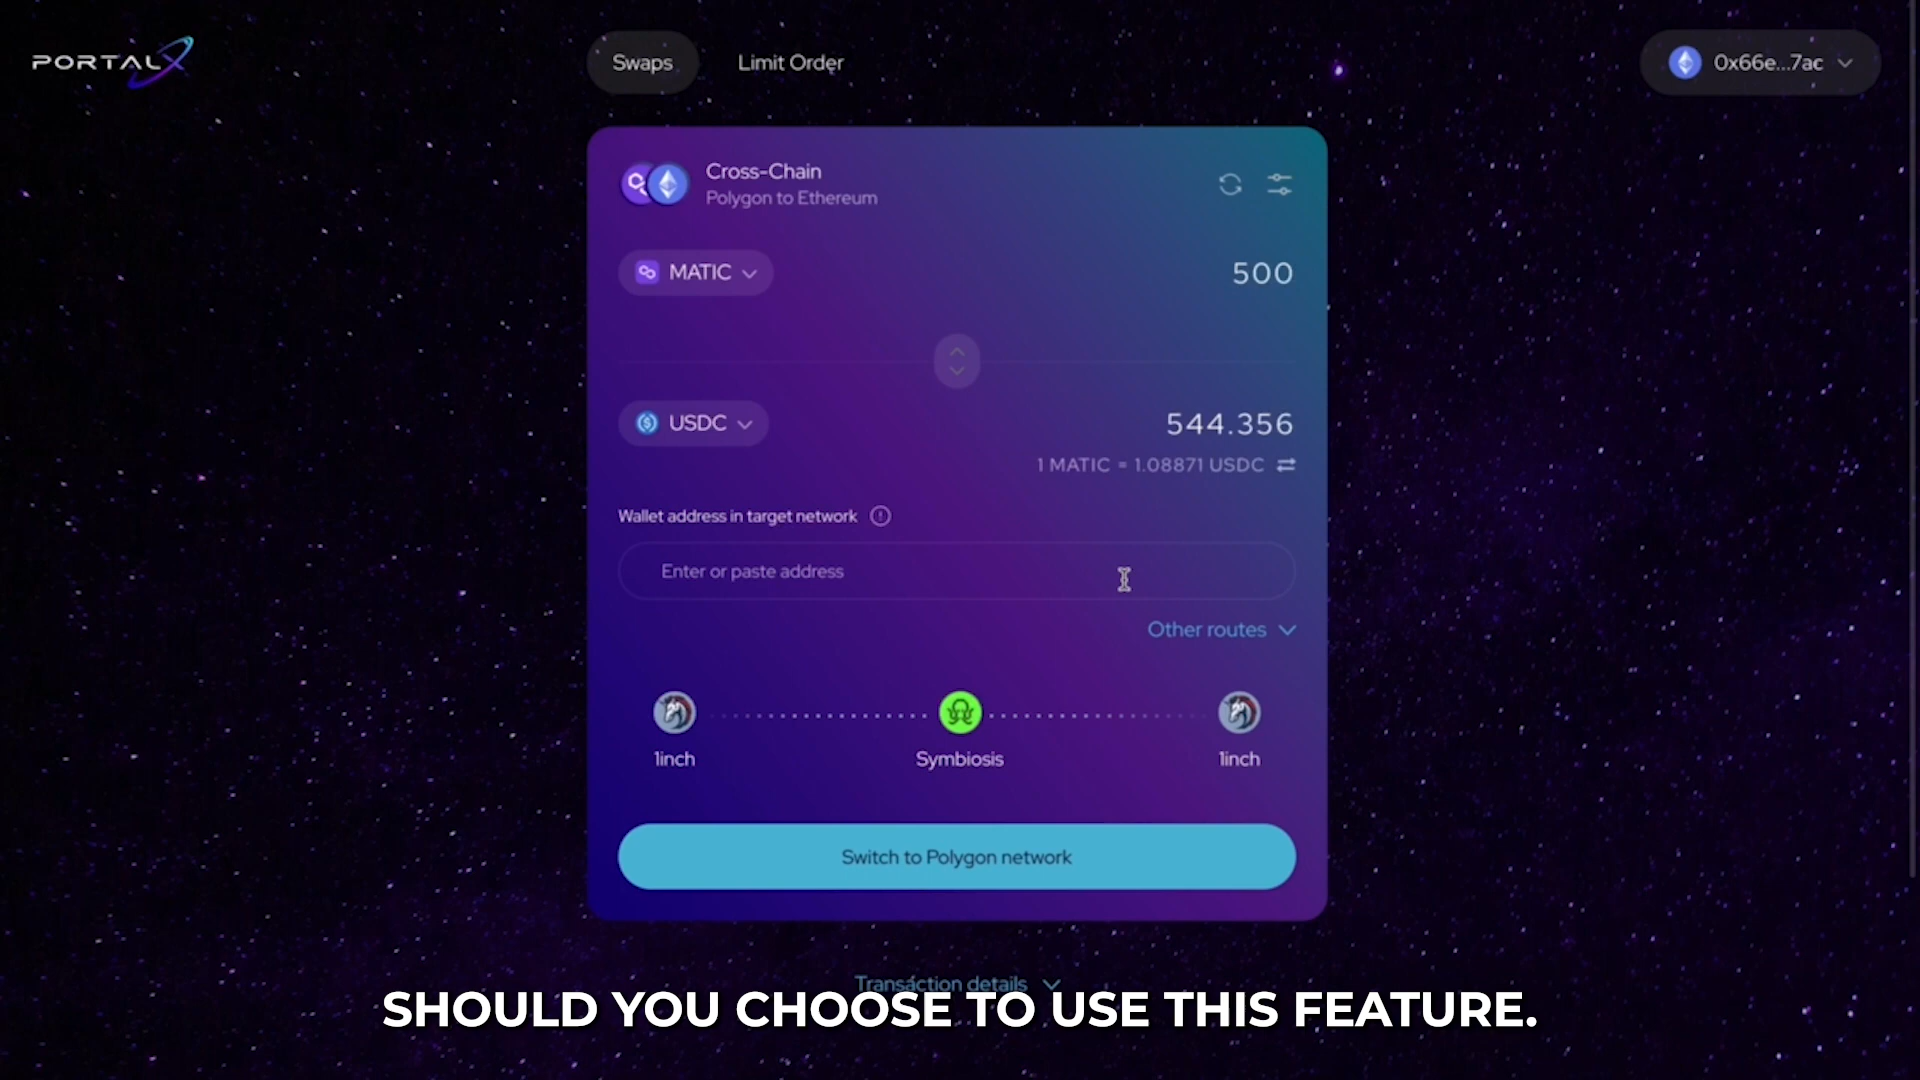 PORTALX
Swaps
Limit Order
0x66e...7ac
Cross-Chain
Polygon to Ethereum
MATIC
500
USDC
544.356
1 MATIC = 1.08871 USDC
Wallet address in target network
Enter or paste address
Other routes
1inch
Symbiosis
1inch
Switch to Polygon network
Transaction details
SHOULD YOU CHOOSE TO USE THIS FEATURE.